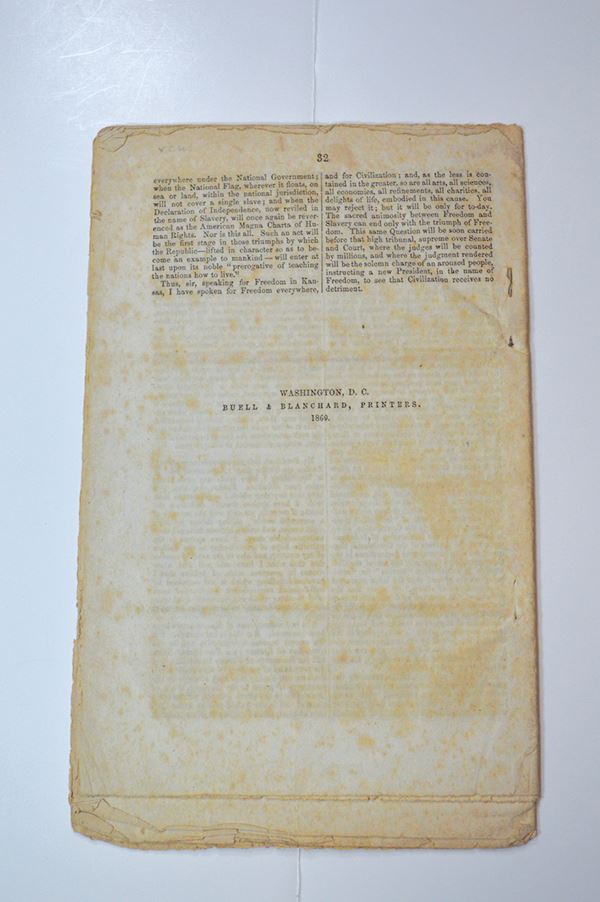 32
everywhere under the National Government;
when the National Flag, wherever it floats, on
sea or land, within the national jurisdiction,
will not cover a single slave; and when the
Declaration of Independence, now reviled in
the name of Slavery, will once again be rever-
enced as the American Magna Charta of Hu-
man Rights. Nor is this all. Such an act will
be the first stage in those triumphs by which
the Republic—lifted in character so as to be-
come an example to mankind—will enter at
last upon its noble "prerogative of teaching
the nations how to live."
Thus, sir, speaking for Freedom in Kan-
sas, I have spoken for Freedom everywhere,
and for Civilization; and, as the less is con-
tained in the greater, so are all arts, all sciences,
all economies, all refinements, all charities, all
delights of life, embodied in this cause. You
may reject it; but it will be only for to-day.
The sacred animosity between Freedom and
Slavery can end only with the triumph of Free-
dom. This same Question will be soon carried
before that high tribunal, supreme over Senate
and Court, where the judges will be counted
by millions, and where the judgment rendered
will be the solemn charge of an aroused people,
instructing a new President, in the name of
Freedom, to see that Civilization receives no
detriment.
WASHINGTON, D. C.
BUELL & BLANCHARD, PRINTERS.
1860.